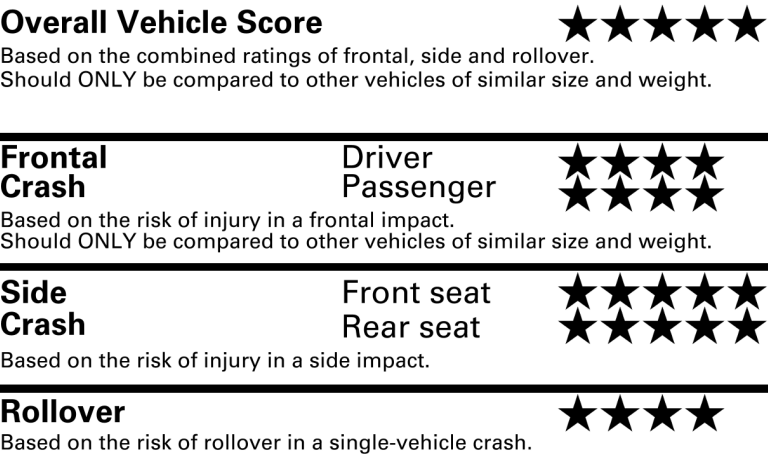 Overall Vehicle Score ★★★★★
Based on the combined ratings of frontal, side and rollover.
Should ONLY be compared to other vehicles of similar size and weight.
Frontal Driver ★★★★
Crash Passenger ★★★★
Based on the risk of injury in a frontal impact.
Should ONLY be compared to other vehicles of similar size and weight.
Side Front seat ★★★★★
Crash Rear seat ★★★★★
Based on the risk of injury in a side impact.
Rollover ★★★★
Based on the risk of rollover in a single-vehicle crash.